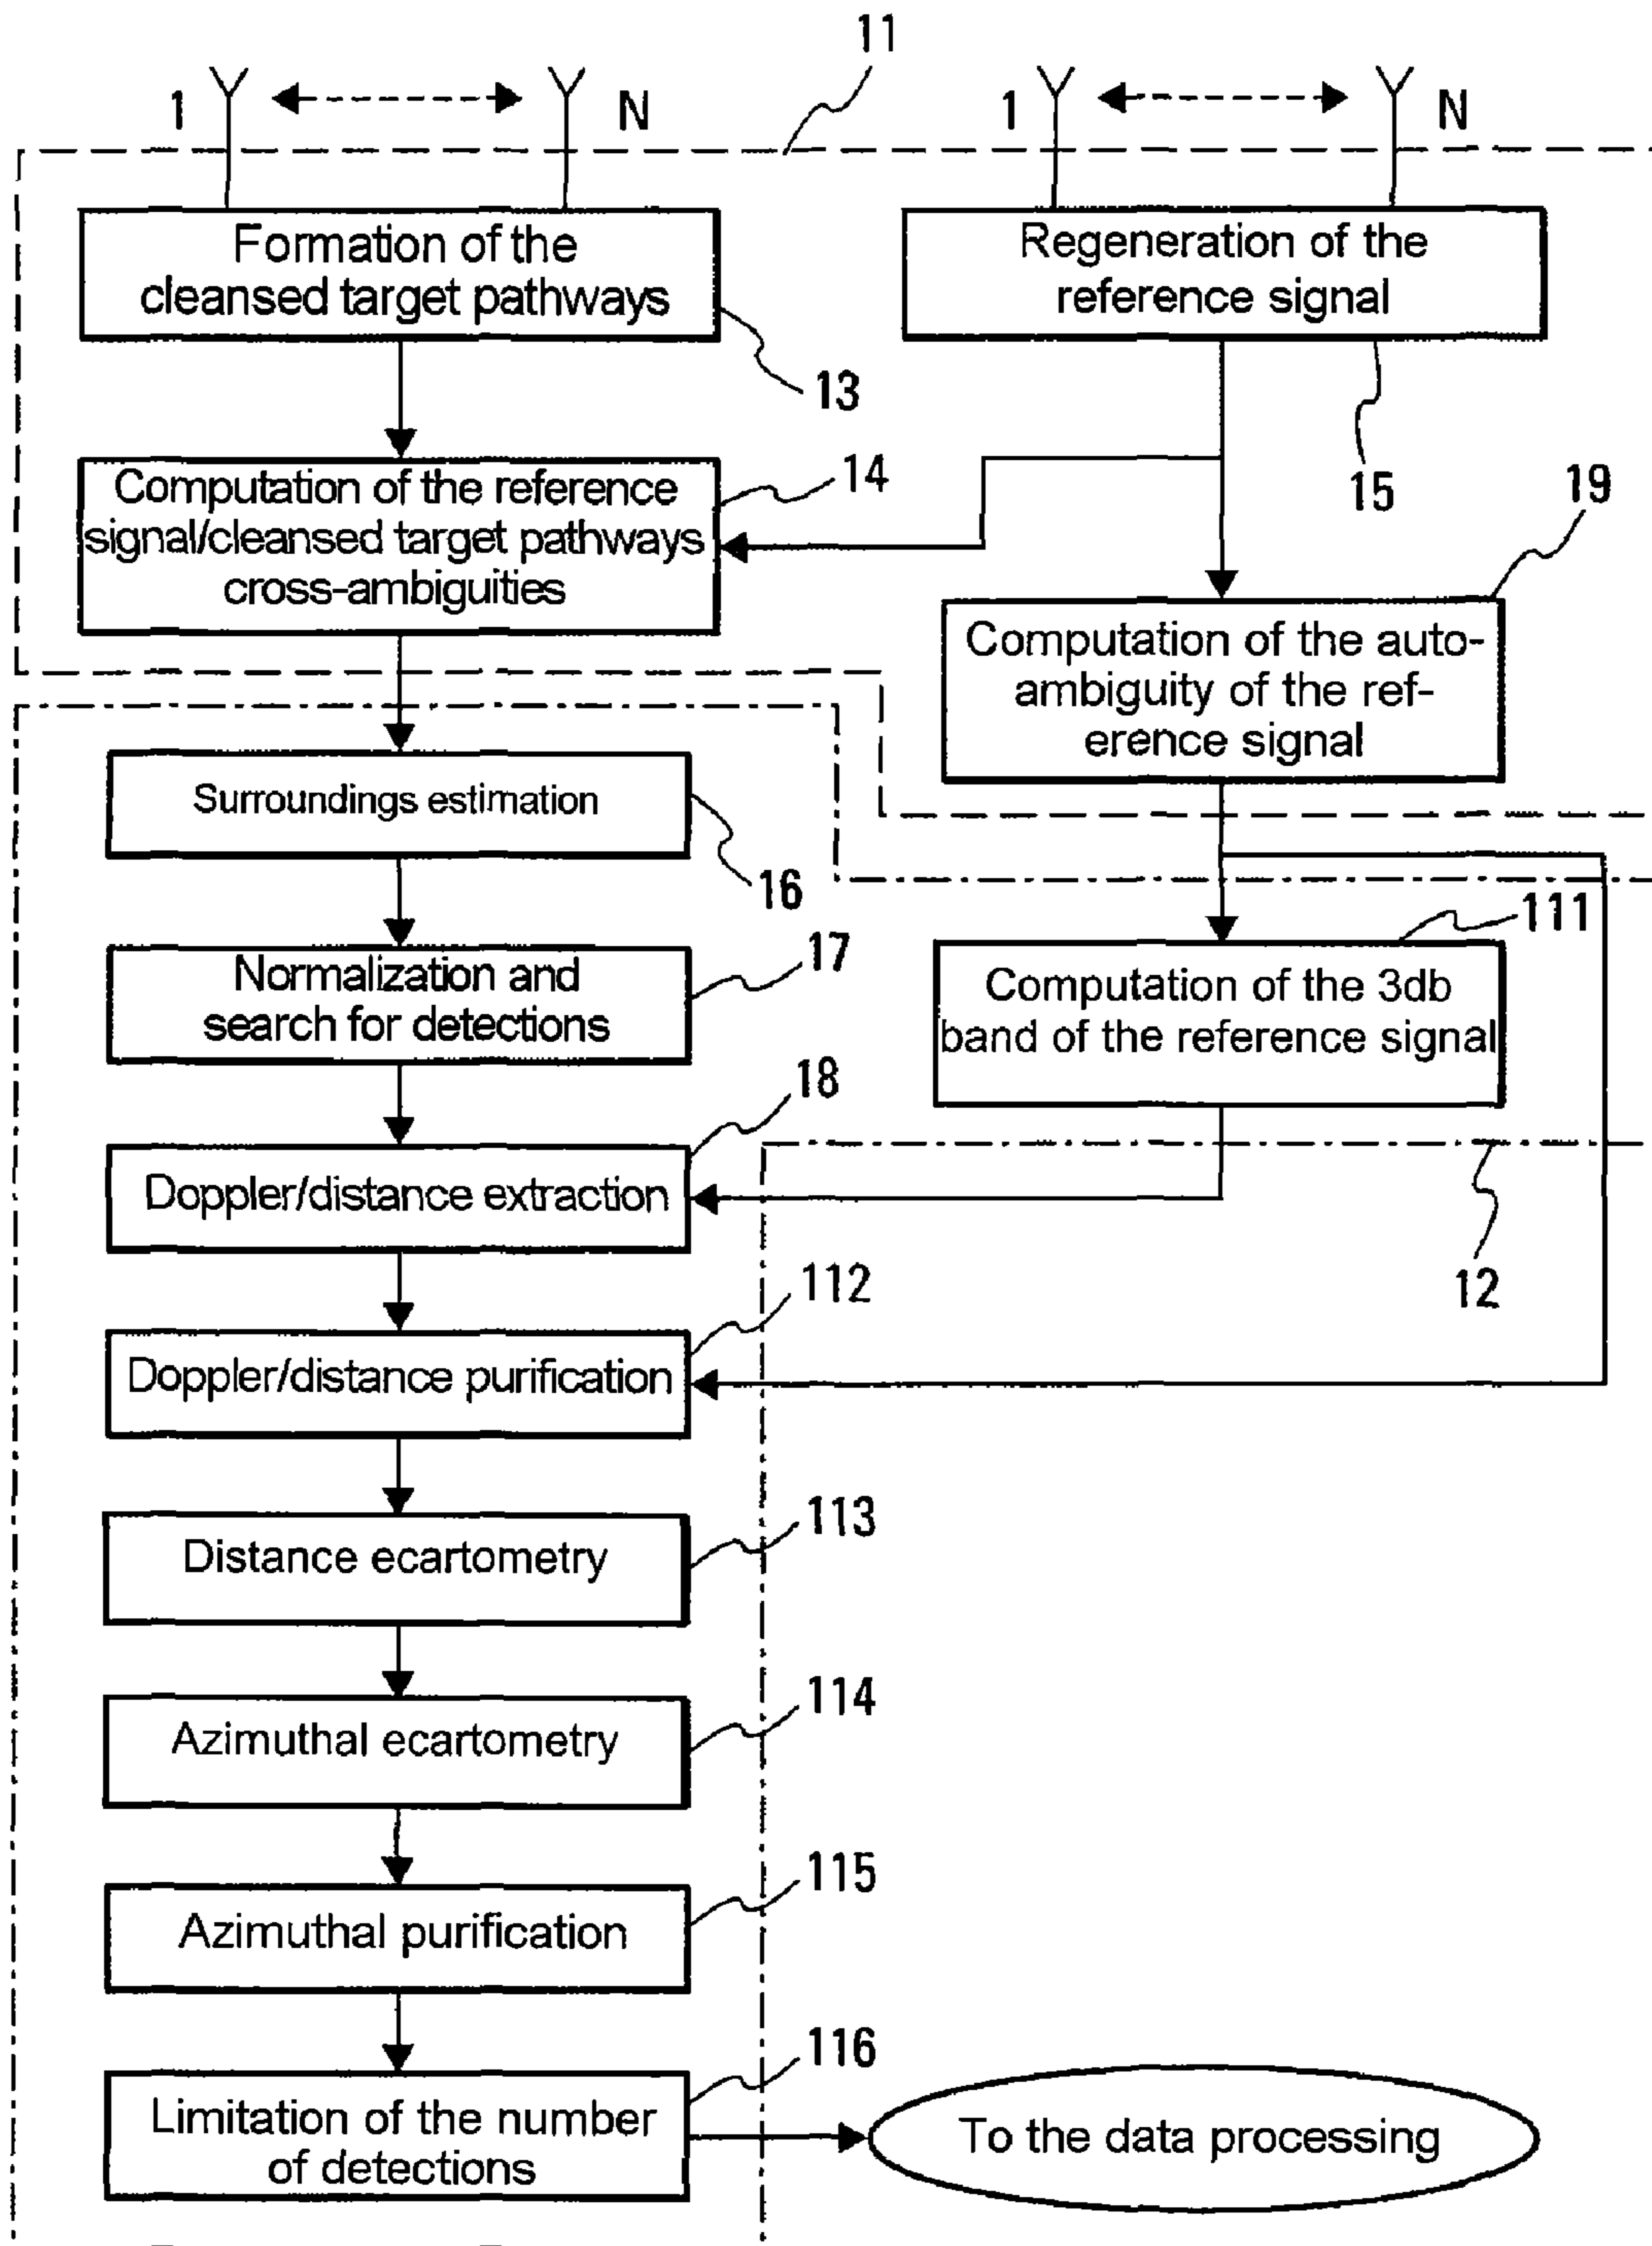 11
1
N
1
N
Formation of the
cleansed target pathways
Regeneration of the
reference signal
13
15
Computation of the reference
signal/cleansed target pathways
cross-ambiguities
14
19
Computation of the auto-
ambiguity of the ref-
erence signal
Surroundings estimation
16
111
Normalization and
search for detections
17
Computation of the 3db
band of the reference signal
18
Doppler/distance extraction
12
112
Doppler/distance purification
113
Distance ecartometry
114
Azimuthal ecartometry
115
Azimuthal purification
116
Limitation of the number
of detections
To the data processing